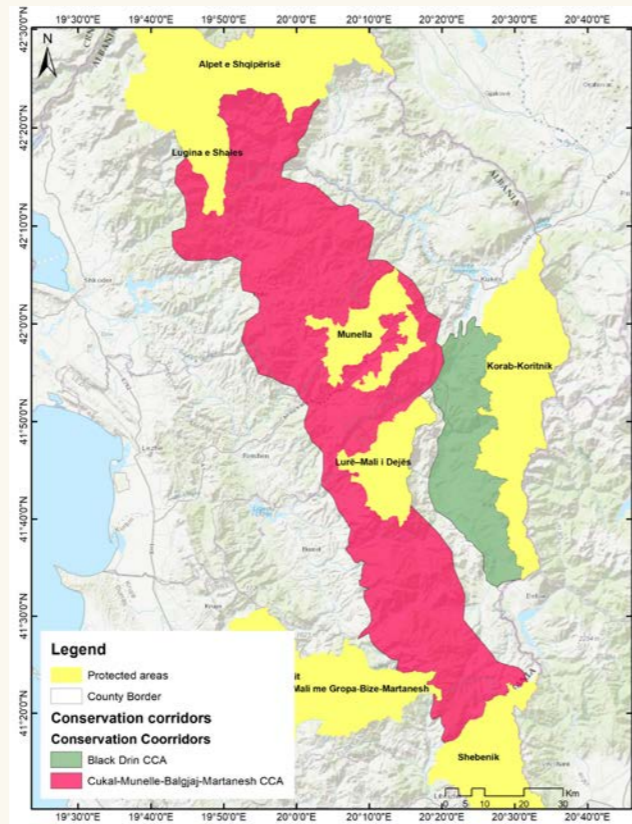 19°30'0"E 19°40'0"E 19°50'0"E 20°0'0"E 20°10'0"E 20°20'0"E 20°30'0"E 20°40'0"E
42°30'0"N
N
ALBANIA
Alpet e Shqipërisë
42°20'0"N
Lugina e Shales
ALBANIA
42°10'0"N
Shkodër
Kukës
42°0'0"N
Munella
Korab-Koritnik
41°50'0"N
Lurë–Mali i Dejës
41°40'0"N
41°30'0"N
Legend
Protected areas
County Border
Conservation corridors
Conservation Coorridors
Black Drin CCA
Cukal-Munelle-Balgjaj-Martanesh CCA
it
Mali me Gropa-Bize-Martanesh
41°20'0"N
Shebenik
Km
0 5 10 20 30
19°30'0"E 19°40'0"E 19°50'0"E 20°0'0"E 20°10'0"E 20°20'0"E 20°30'0"E 20°40'0"E